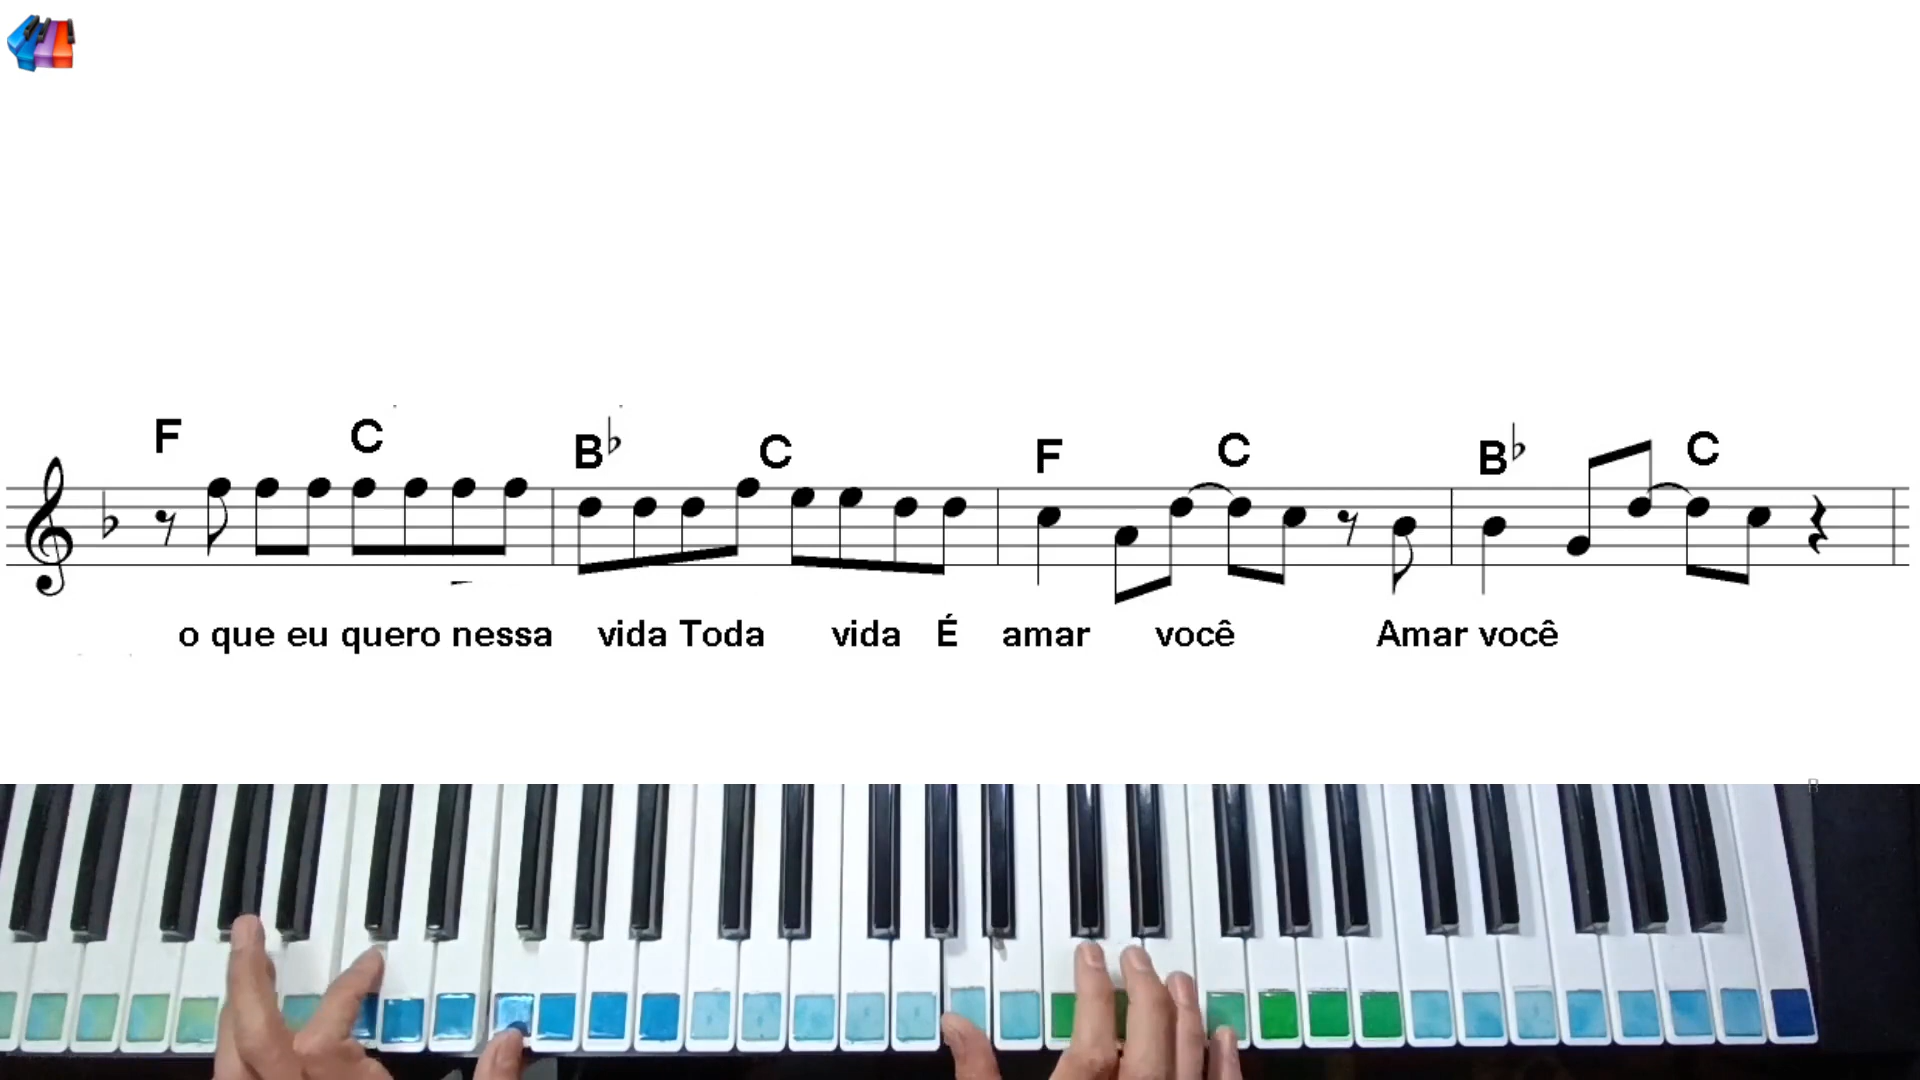 F C B♭ C F C B♭ C
o que eu quero nessa vida Toda vida É amar você Amar você